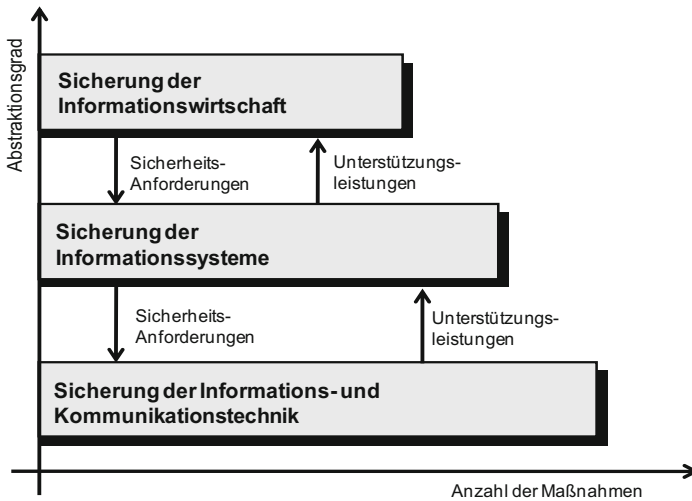 Abstraktionsgrad
Sicherung der
Informationswirtschaft
Sicherheits-
Anforderungen
Unterstützungs-
leistungen
Sicherung der
Informationssysteme
Sicherheits-
Anforderungen
Unterstützungs-
leistungen
Sicherung der Informations- und
Kommunikationstechnik
Anzahl der Maßnahmen